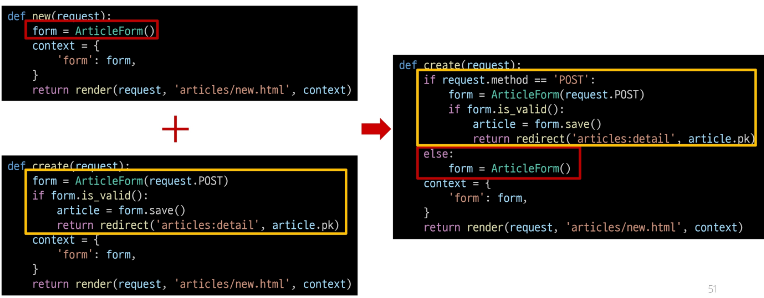 def new(request):
    form = ArticleForm()
    context = {
        'form': form,
    }
    return render(request, 'articles/new.html', context)
def create(request):
    form = ArticleForm(request.POST)
    if form.is_valid():
        article = form.save()
        return redirect('articles:detail', article.pk)
    context = {
        'form': form,
    }
    return render(request, 'articles/new.html', context)
def create(request):
    if request.method == 'POST':
        form = ArticleForm(request.POST)
        if form.is_valid():
            article = form.save()
            return redirect('articles:detail', article.pk)
    else:
        form = ArticleForm()
    context = {
        'form': form,
    }
    return render(request, 'articles/new.html', context)
51